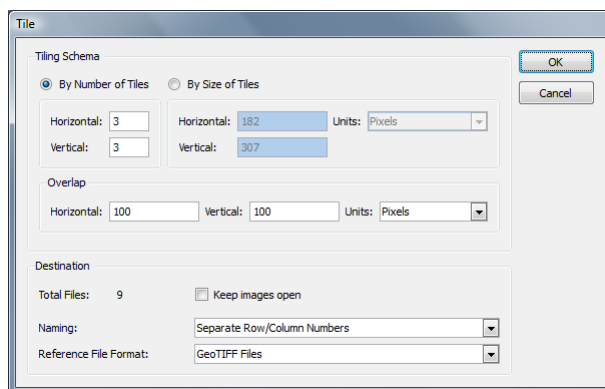 Tile
Tiling Schema
By Number of Tiles By Size of Tiles
OK
Cancel
Horizontal: 3 Horizontal: 182 Units: Pixels
Vertical: 3 Vertical: 307
Overlap
Horizontal: 100 Vertical: 100 Units: Pixels
Destination
Total Files: 9 Keep images open
Naming: Separate Row/Column Numbers
Reference File Format: GeoTIFF Files